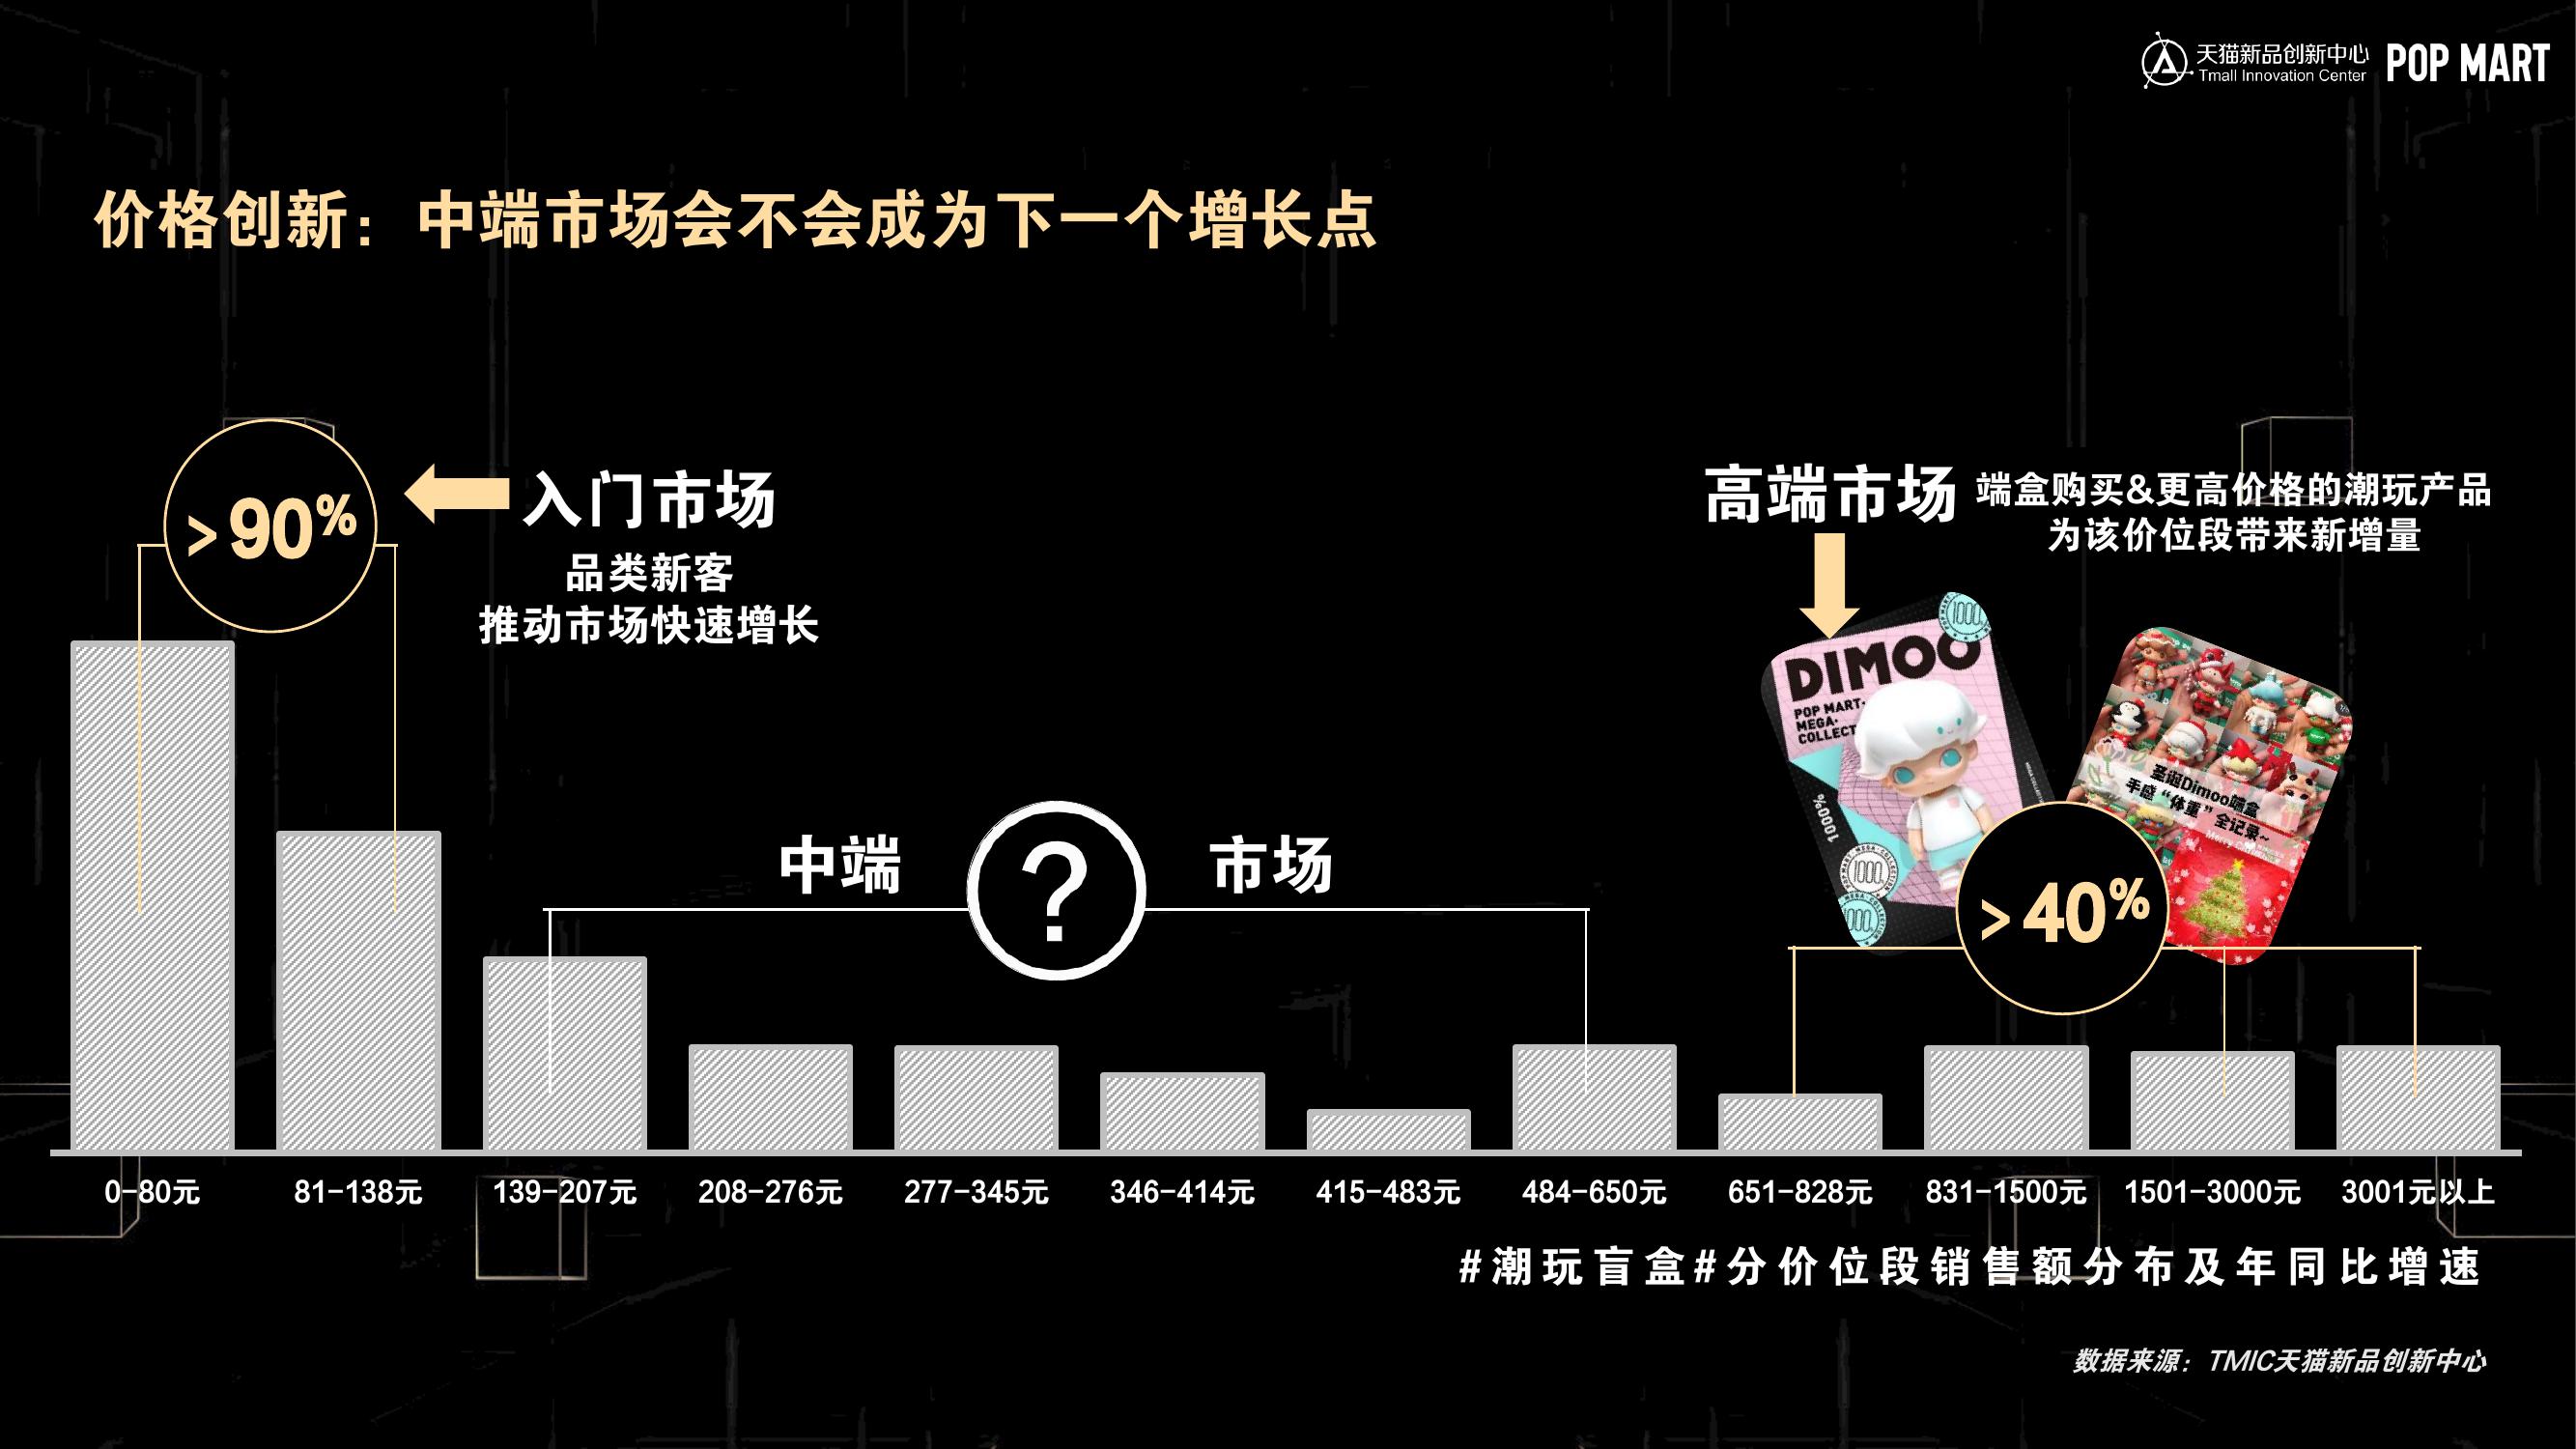 天猫新品创新中心
Tmall Innovation Center
POP MART
价格创新：中端市场会不会成为下一个增长点
>90%
入门市场
品类新客
推动市场快速增长
高端市场
端盒购买&更高价格的潮玩产品
为该价位段带来新增量
DIMOO
POP MART·
MEGA·
COLLECT
1000%
圣诞Dimoo端盒
手感“体重”全记录~
中端
?
市场
>40%
0-80元
81-138元
139-207元
208-276元
277-345元
346-414元
415-483元
484-650元
651-828元
831-1500元
1501-3000元
3001元以上
#潮玩盲盒#分价位段销售额分布及年同比增速
数据来源：TMIC天猫新品创新中心